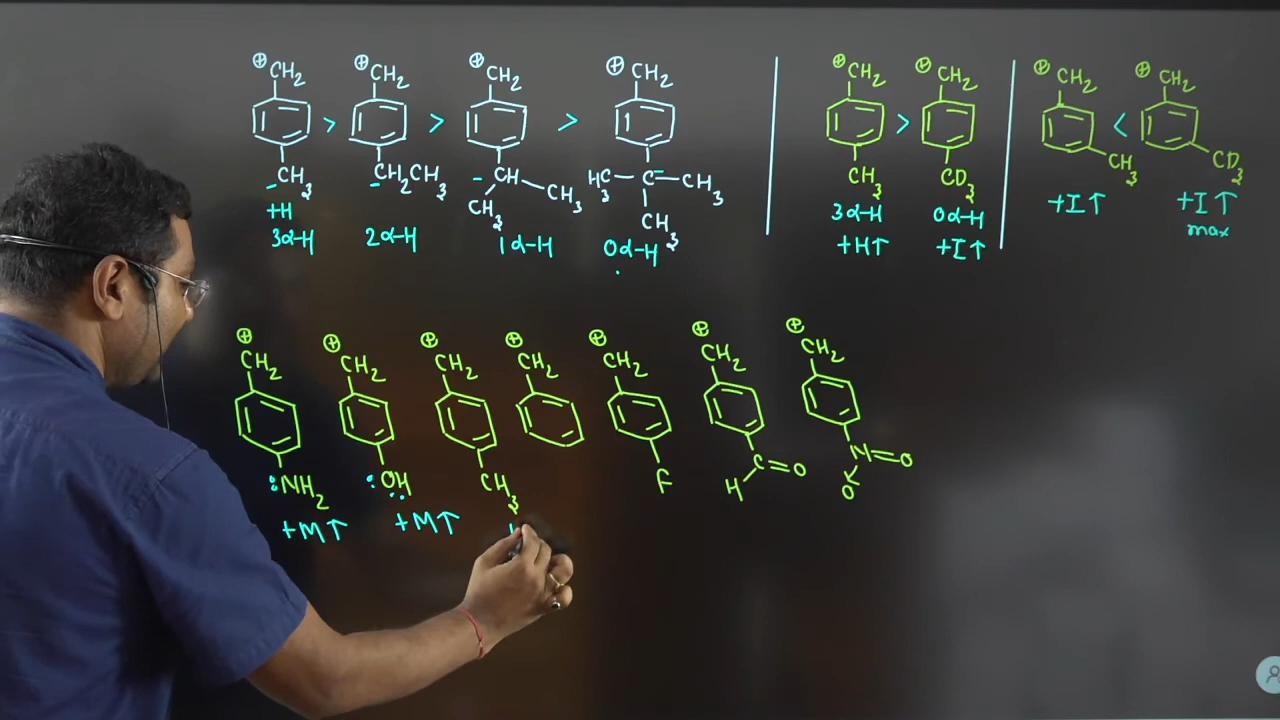 ⊕CH2 ⊕CH2 ⊕CH2 ⊕CH2 ⊕CH2 ⊕CH2 ⊕CH2 ⊕CH2
> > > > <
CH3 CH2CH3 CH—CH3 H3C—C—CH3 CH3 CD3 CH3 CD3
CH3 CH3
+H 3α-H 0α-H +I↑ +I↑
3α-H 2α-H 1α-H 0α-H +H↑ +I↑ max
⊕CH2 ⊕CH2 ⊕CH2 ⊕CH2 ⊕CH2 ⊕CH2 ⊕CH2
:NH2 :OH CH3 F H C=O N=O
O
+M↑ +M↑